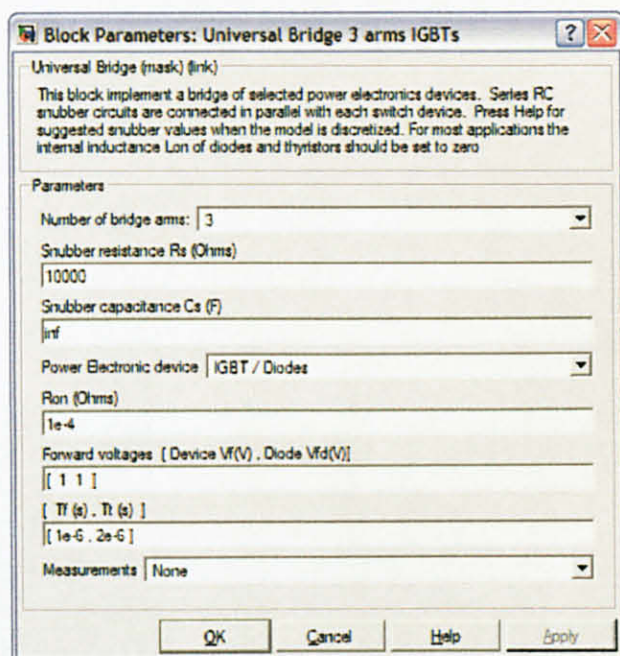 Block Parameters: Universal Bridge 3 arms IGBTs
Universal Bridge (mask) (link)
This block implement a bridge of selected power electronics devices. Series RC
snubber circuits are connected in parallel with each switch device. Press Help for
suggested snubber values when the model is discretized. For most applications the
internal inductance Lon of diodes and thyristors should be set to zero
Parameters
Number of bridge arms: 3
Snubber resistance Rs (Ohms)
10000
Snubber capacitance Cs (F)
inf
Power Electronic device IGBT / Diodes
Ron (Ohms)
1e-4
Forward voltages [ Device Vf(V) , Diode Vfd(V)]
[ 1 1 ]
[ Tf (s) , Tt (s) ]
[ 1e-6 , 2e-6 ]
Measurements None
OK Cancel Help Apply